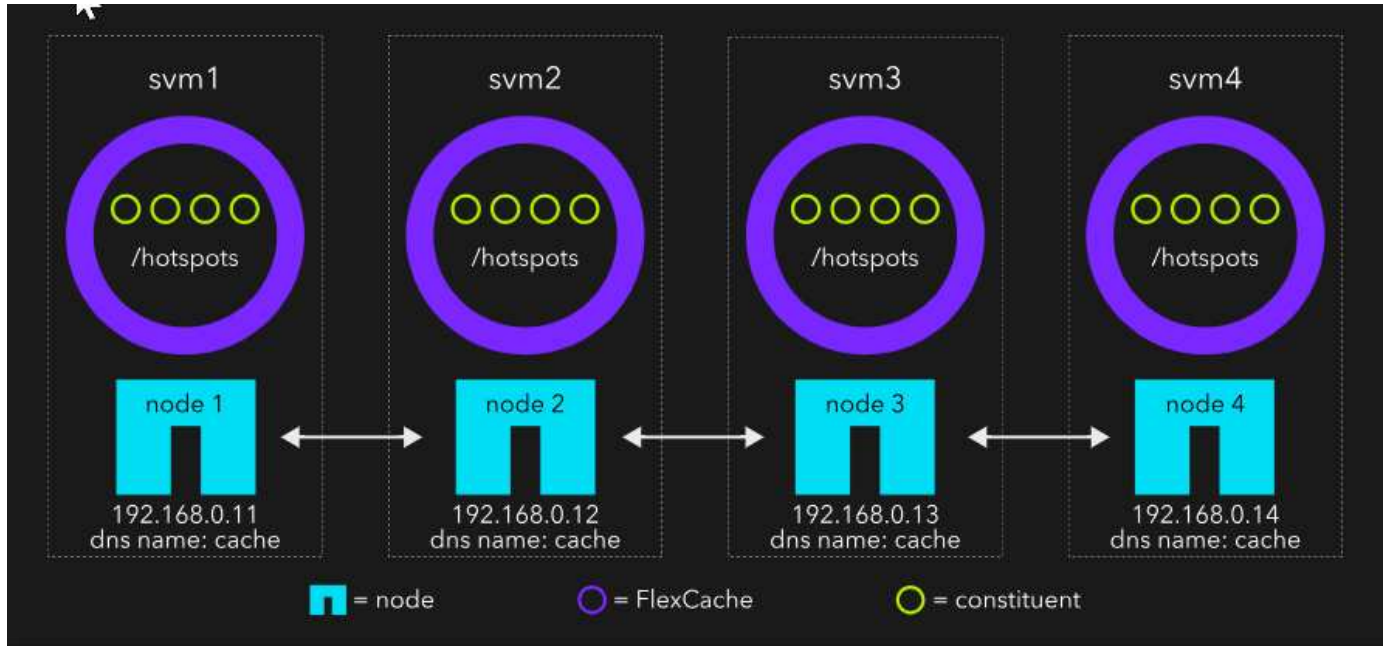 svm1
svm2
svm3
svm4
/hotspots
/hotspots
/hotspots
/hotspots
node 1
node 2
node 3
node 4
192.168.0.11
dns name: cache
192.168.0.12
dns name: cache
192.168.0.13
dns name: cache
192.168.0.14
dns name: cache
= node
= FlexCache
= constituent